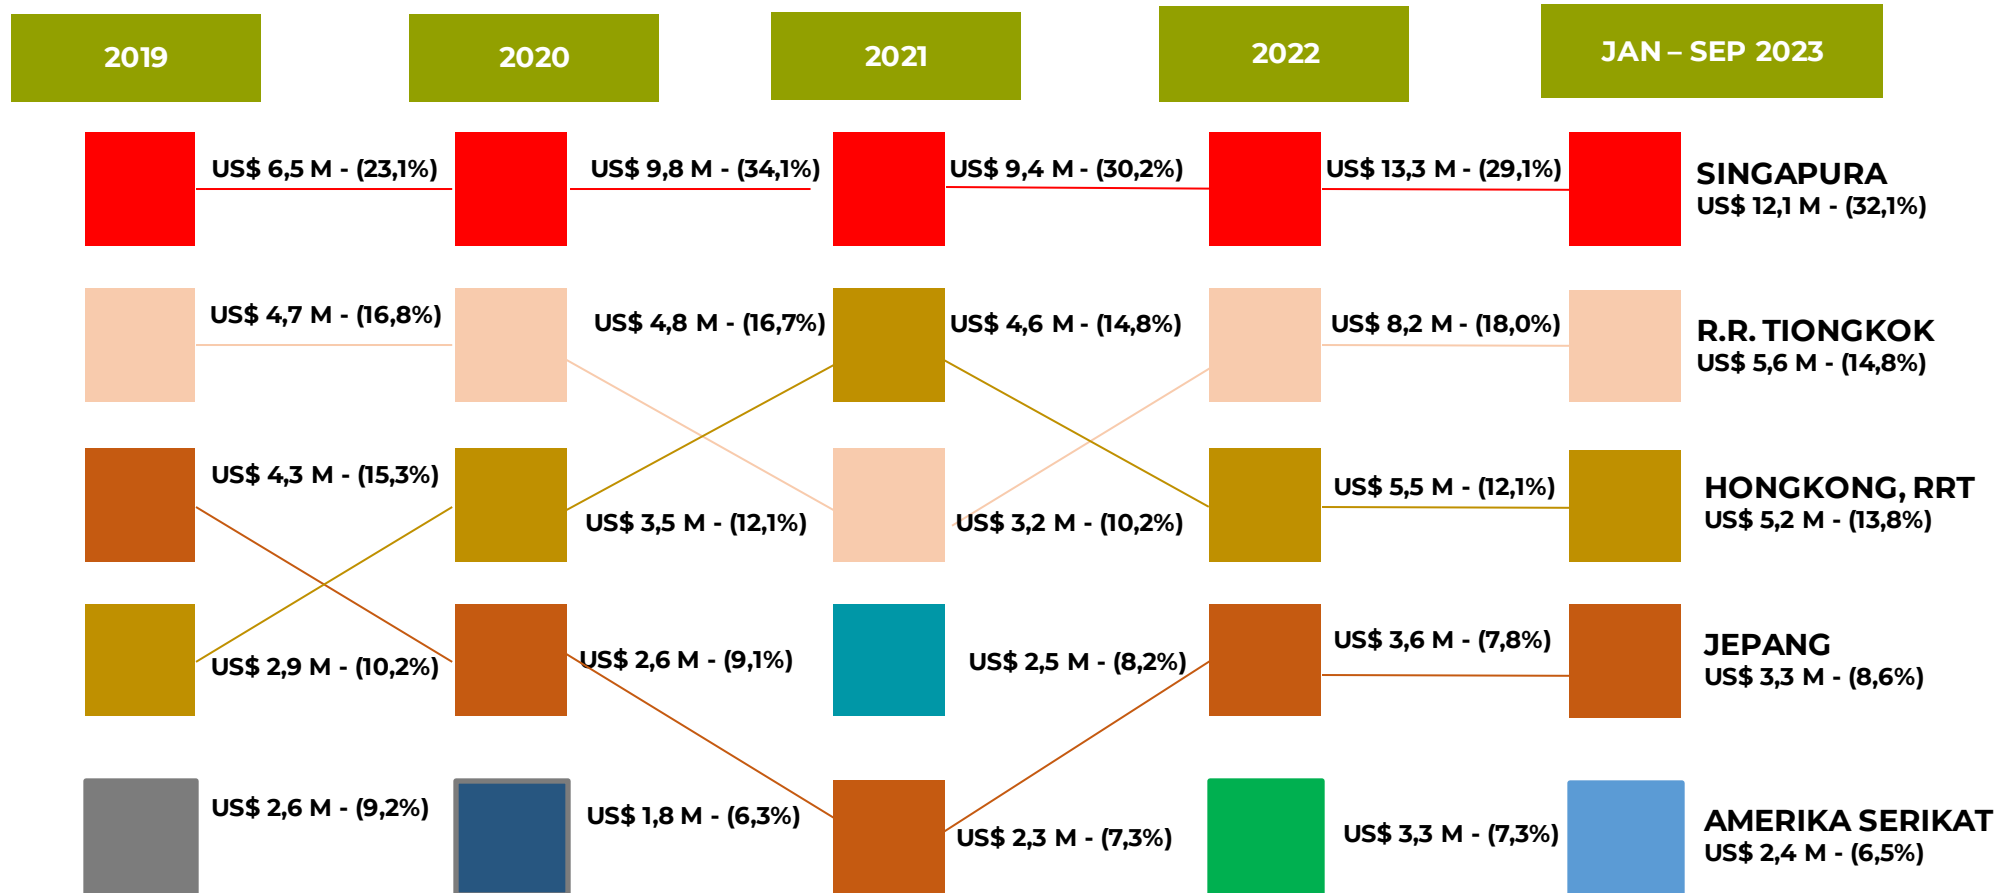 2019
2020
2021
2022
JAN – SEP 2023
US$ 6,5 M - (23,1%)
US$ 9,8 M - (34,1%)
US$ 9,4 M - (30,2%)
US$ 13,3 M - (29,1%)
SINGAPURA
US$ 12,1 M - (32,1%)
US$ 4,7 M - (16,8%)
US$ 4,8 M - (16,7%)
US$ 4,6 M - (14,8%)
US$ 8,2 M - (18,0%)
R.R. TIONGKOK
US$ 5,6 M - (14,8%)
US$ 4,3 M - (15,3%)
US$ 3,5 M - (12,1%)
US$ 3,2 M - (10,2%)
US$ 5,5 M - (12,1%)
HONGKONG, RRT
US$ 5,2 M - (13,8%)
US$ 2,9 M - (10,2%)
US$ 2,6 M - (9,1%)
US$ 2,5 M - (8,2%)
US$ 3,6 M - (7,8%)
JEPANG
US$ 3,3 M - (8,6%)
US$ 2,6 M - (9,2%)
US$ 1,8 M - (6,3%)
US$ 2,3 M - (7,3%)
US$ 3,3 M - (7,3%)
AMERIKA SERIKAT
US$ 2,4 M - (6,5%)